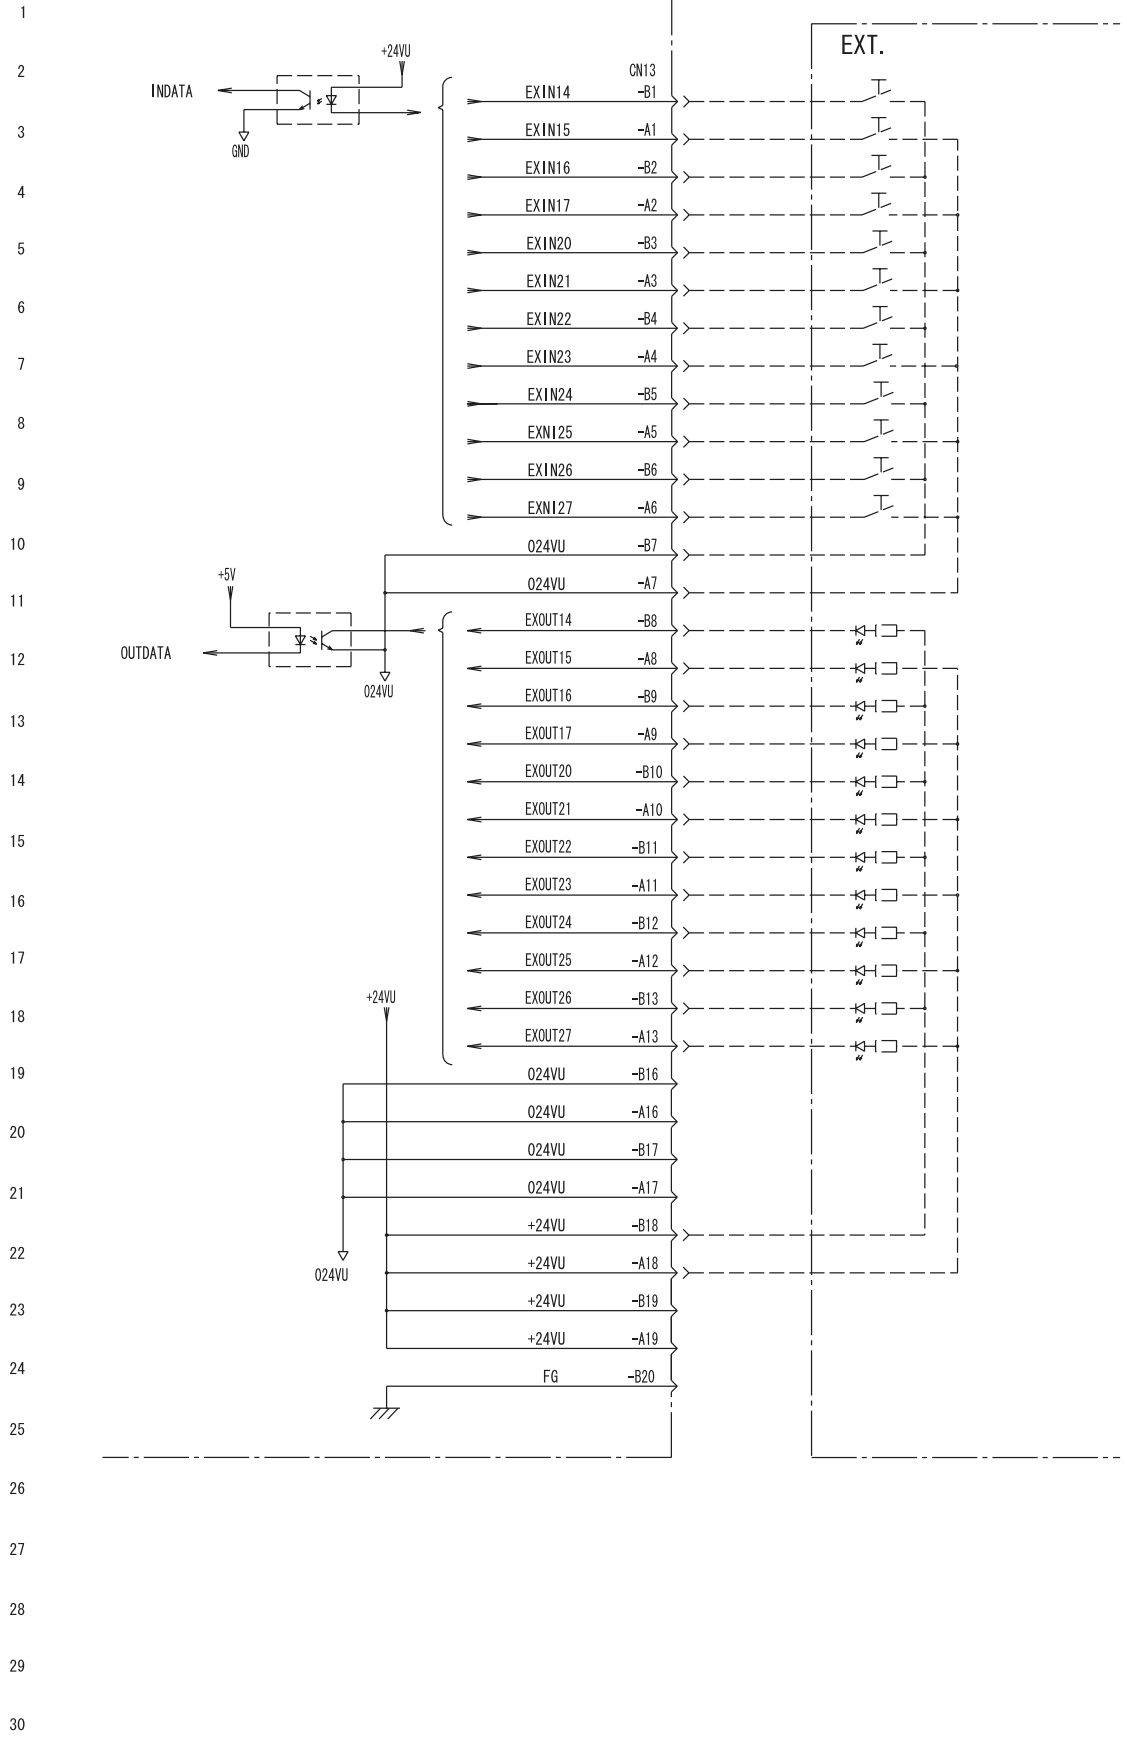 1
EXT.
+24VU
2
CN13
INDATA
EXIN14 -B1
3
EXIN15 -A1
GND
EXIN16 -B2
4
EXIN17 -A2
5
EXIN20 -B3
EXIN21 -A3
6
EXIN22 -B4
7
EXIN23 -A4
EXIN24 -B5
8
EXNI25 -A5
EXIN26 -B6
9
EXNI27 -A6
10
024VU -B7
+5V
024VU -A7
11
EXOUT14 -B8
OUTDATA
12
EXOUT15 -A8
024VU
EXOUT16 -B9
13
EXOUT17 -A9
EXOUT20 -B10
14
EXOUT21 -A10
15
EXOUT22 -B11
EXOUT23 -A11
16
EXOUT24 -B12
17
EXOUT25 -A12
+24VU
EXOUT26 -B13
18
EXOUT27 -A13
19
024VU -B16
024VU -A16
20
024VU -B17
21
024VU -A17
+24VU -B18
22
+24VU -A18
024VU
+24VU -B19
23
+24VU -A19
24
FG -B20
25
26
27
28
29
30